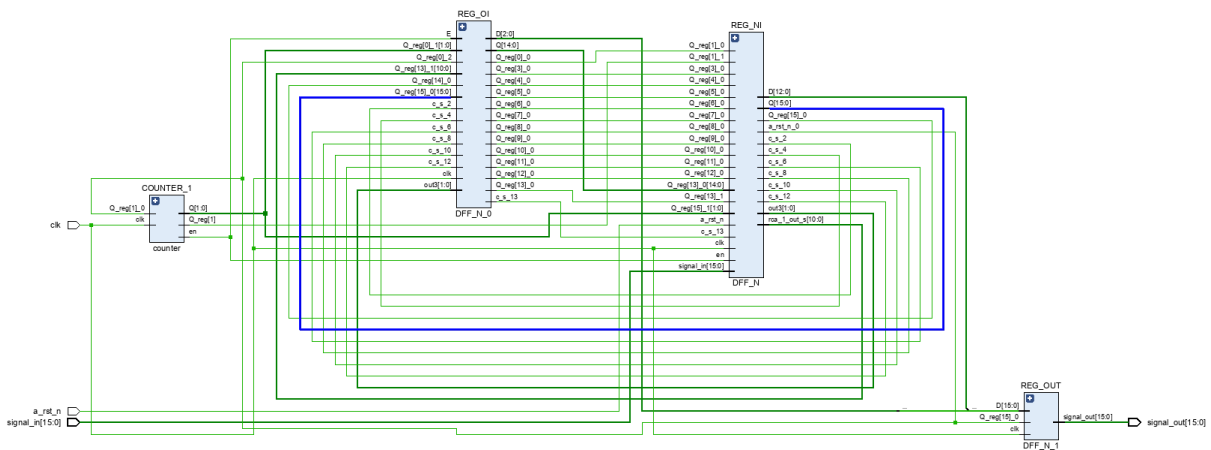 REG_OI
E
Q_reg[0]_1[1:0]
Q_reg[0]_2
Q_reg[13]_1[10:0]
Q_reg[14]_0
Q_reg[15]_0[15:0]
c_s_2
c_s_4
c_s_6
c_s_8
c_s_10
c_s_12
clk
out3[1:0]
D[2:0]
Q[14:0]
Q_reg[0]_0
Q_reg[3]_0
Q_reg[4]_0
Q_reg[5]_0
Q_reg[6]_0
Q_reg[7]_0
Q_reg[8]_0
Q_reg[9]_0
Q_reg[10]_0
Q_reg[11]_0
Q_reg[12]_0
Q_reg[13]_0
c_s_13
DFF_N_0
REG_NI
Q_reg[1]_0
Q_reg[1]_1
Q_reg[3]_0
Q_reg[4]_0
Q_reg[5]_0
Q_reg[6]_0
Q_reg[7]_0
Q_reg[8]_0
Q_reg[9]_0
Q_reg[10]_0
Q_reg[11]_0
Q_reg[12]_0
Q_reg[13]_0[14:0]
Q_reg[13]_1
Q_reg[15]_1[1:0]
a_rst_n
c_s_13
clk
en
signal_in[15:0]
D[12:0]
Q[15:0]
Q_reg[15]_0
a_rst_n_0
c_s_2
c_s_4
c_s_6
c_s_8
c_s_10
c_s_12
out3[1:0]
rca_1_out_s[10:0]
DFF_N
COUNTER_1
Q_reg[1]_0
clk
Q[1:0]
Q_reg[1]
en
counter
clk
a_rst_n
signal_in[15:0]
REG_OUT
D[15:0]
Q_reg[15]_0
clk
signal_out[15:0]
DFF_N_1
signal_out[15:0]